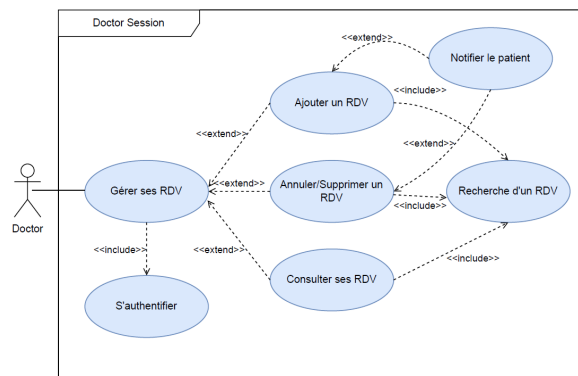 Doctor Session
<<extend>>
Notifier le patient
Ajouter un RDV
<<include>>
<<extend>>
<<extend>>
Gérer ses RDV
<<extend>>
Annuler/Supprimer un
RDV
<<include>>
Recherche d'un RDV
Doctor
<<include>>
<<extend>>
<<include>>
Consulter ses RDV
S'authentifier